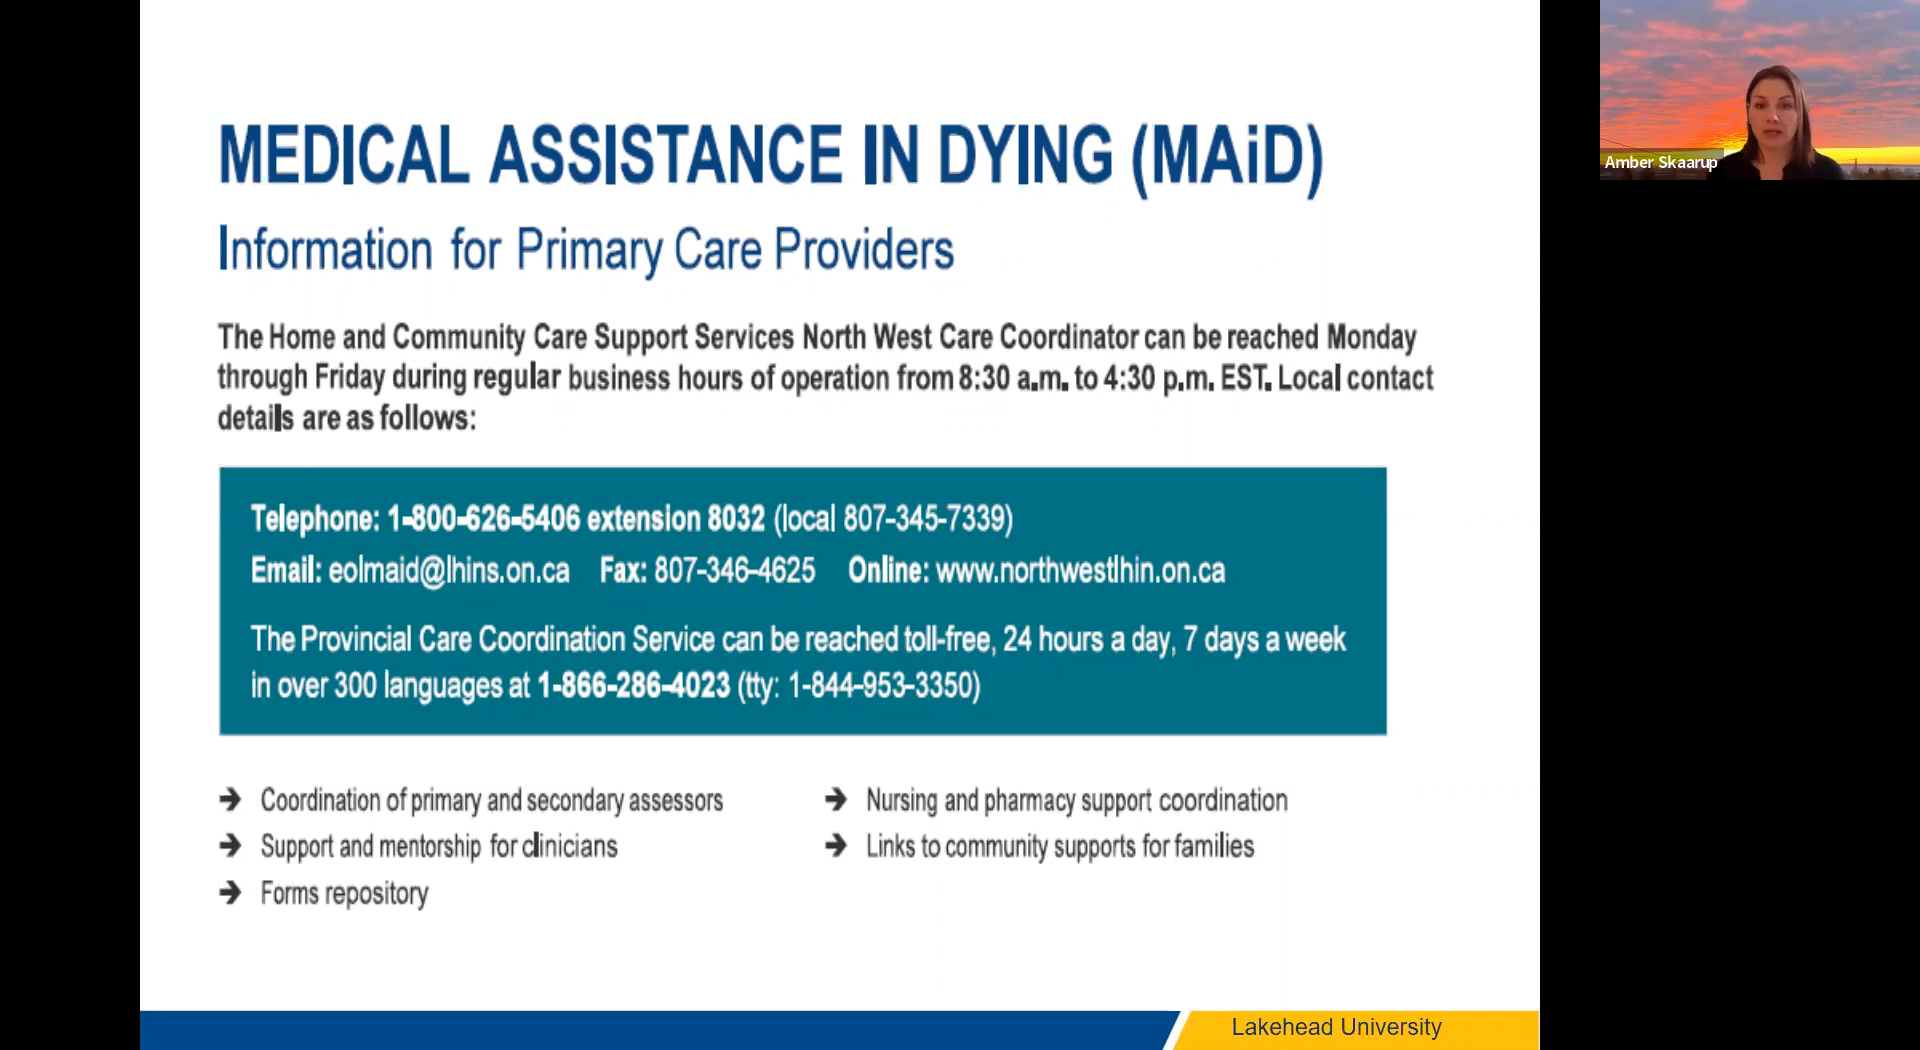 MEDICAL ASSISTANCE IN DYING (MAiD)
Information for Primary Care Providers
The Home and Community Care Support Services North West Care Coordinator can be reached Monday
through Friday during regular business hours of operation from 8:30 a.m. to 4:30 p.m. EST. Local contact
details are as follows:
Telephone: 1-800-626-5406 extension 8032 (local 807-345-7339)
Email: eolmaid@lhins.on.ca Fax: 807-346-4625 Online: www.northwestlhin.on.ca
The Provincial Care Coordination Service can be reached toll-free, 24 hours a day, 7 days a week
in over 300 languages at 1-866-286-4023 (tty: 1-844-953-3350)
➔ Coordination of primary and secondary assessors
➔ Support and mentorship for clinicians
➔ Forms repository
➔ Nursing and pharmacy support coordination
➔ Links to community supports for families
Lakehead University
Amber Skaarup